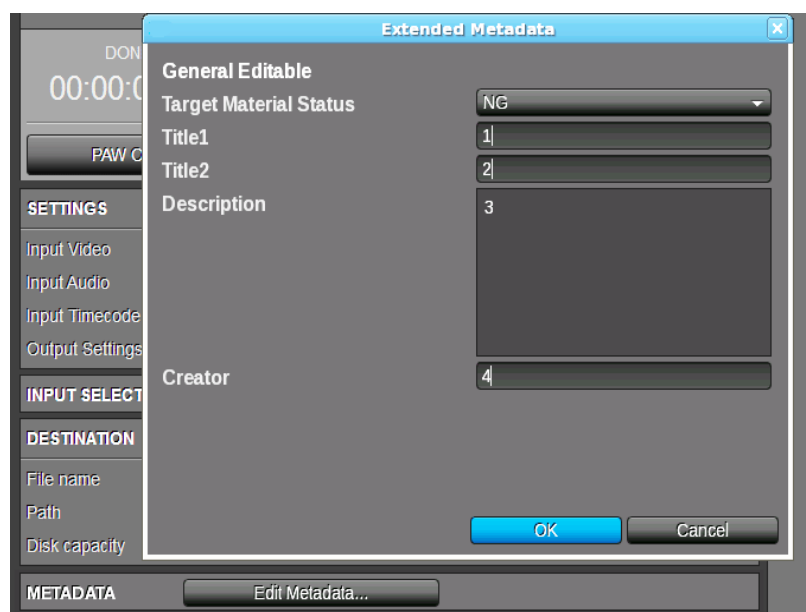 Extended Metadata
General Editable
Target Material Status NG
Title1 1
Title2 2
Description 3
Creator 4
OK Cancel
DON
00:00:0
PAW C
SETTINGS
Input Video
Input Audio
Input Timecode
Output Settings
INPUT SELECT
DESTINATION
File name
Path
Disk capacity
METADATA Edit Metadata...